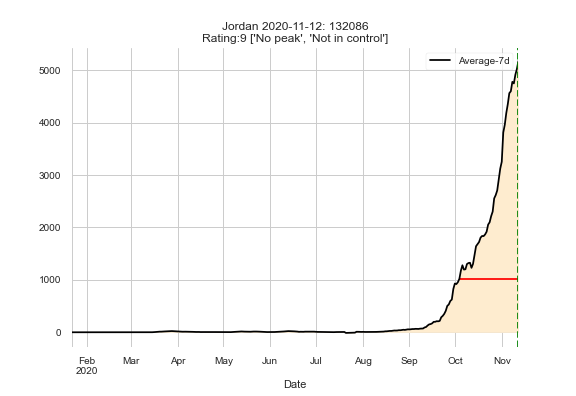 Jordan 2020-11-12: 132086
Rating:9 ['No peak', 'Not in control']
Average-7d
5000
4000
3000
2000
1000
0
Feb Mar Apr May Jun Jul Aug Sep Oct Nov
2020
Date